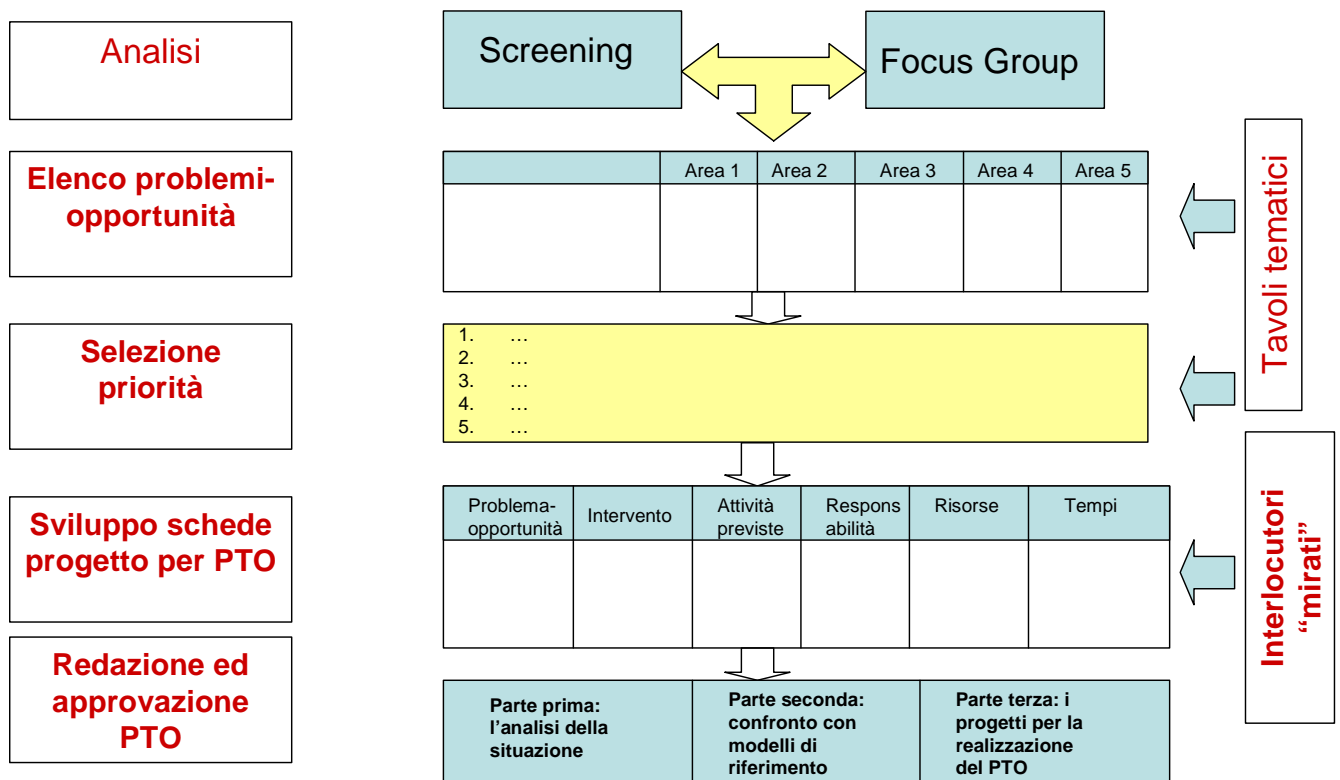 Analisi
Screening
Focus Group
Elenco problemi-
opportunità
Area 1
Area 2
Area 3
Area 4
Area 5
Tavoli tematici
Selezione
priorità
1. …
2. …
3. …
4. …
5. …
Sviluppo schede
progetto per PTO
Problema-
opportunità
Intervento
Attività
previste
Respons
abilità
Risorse
Tempi
Interlocutori
“mirati”
Redazione ed
approvazione
PTO
Parte prima:
l’analisi della
situazione
Parte seconda:
confronto con
modelli di
riferimento
Parte terza: i
progetti per la
realizzazione
del PTO